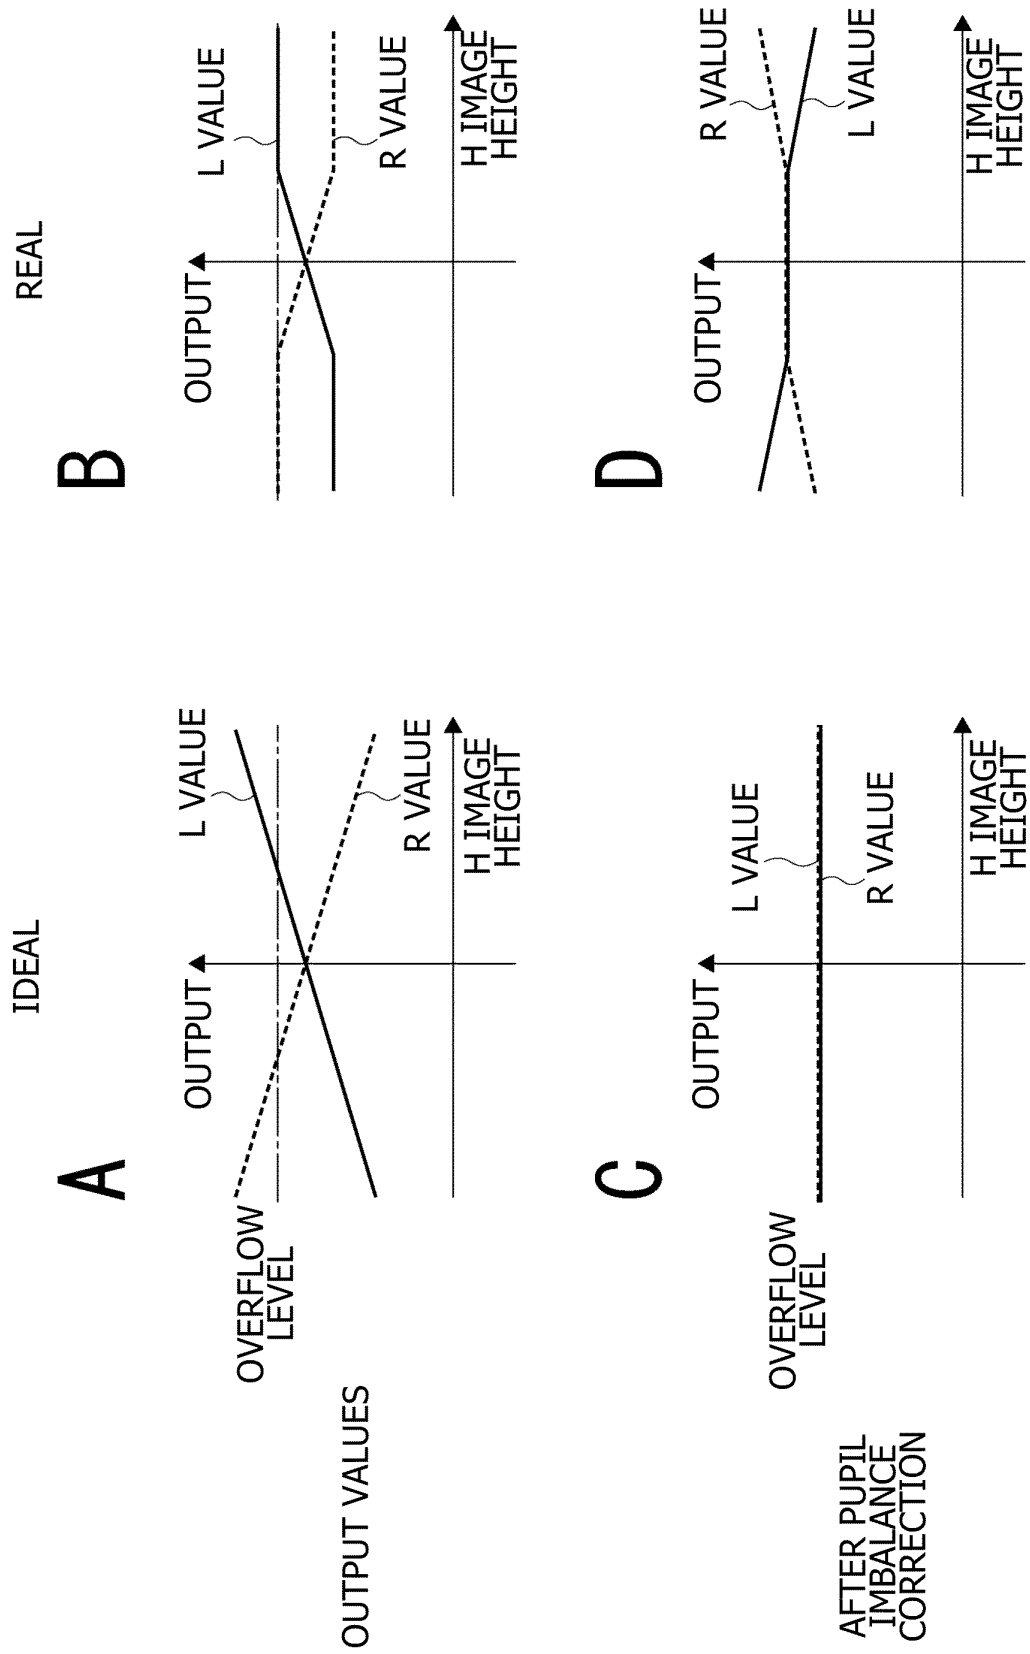 IDEAL
REAL
A
B
OUTPUT
L VALUE
OVERFLOW
LEVEL
R VALUE
H IMAGE
HEIGHT
OUTPUT
L VALUE
R VALUE
H IMAGE
HEIGHT
OUTPUT VALUES
C
D
OUTPUT
L VALUE
OVERFLOW
LEVEL
R VALUE
H IMAGE
HEIGHT
OUTPUT
R VALUE
L VALUE
H IMAGE
HEIGHT
AFTER PUPIL
IMBALANCE
CORRECTION